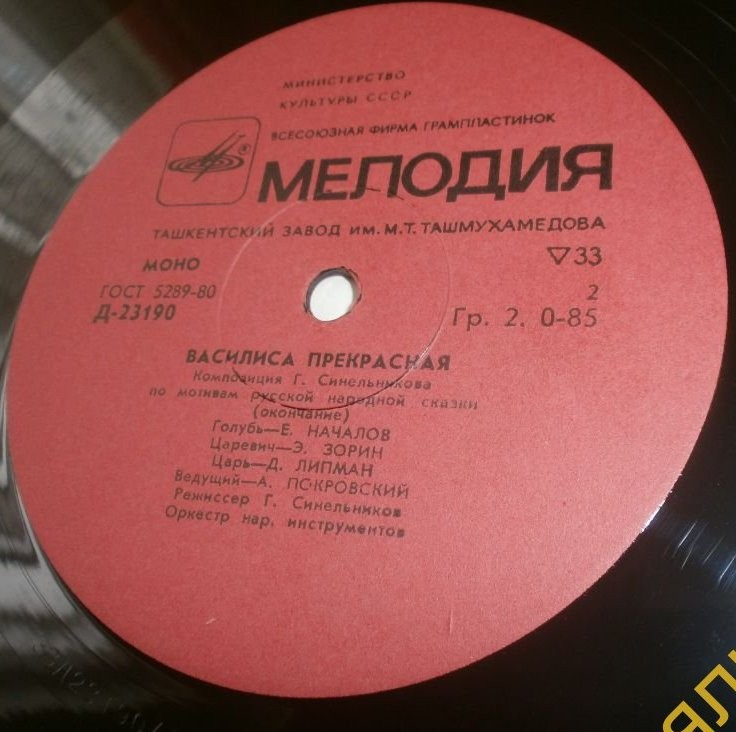 МИНИСТЕРСТВО
КУЛЬТУРЫ СССР
ВСЕСОЮЗНАЯ ФИРМА ГРАМПЛАСТИНОК
МЕЛОДИЯ
ТАШКЕНТСКИЙ ЗАВОД ИМ. М.Т. ТАШМУХАМЕДОВА
МОНО
▽33
ГОСТ 5289-80
2
Д-23190
Гр. 2. 0-85
ВАСИЛИСА ПРЕКРАСНАЯ
Композиция Г. Синельникова
по мотивам русской народной сказки
(окончание)
Голубь—Е. НАЧАЛОВ
Царевич—Э. ЗОРИН
Царь—Д. ЛИПМАН
Ведущий—А. ПОКРОВСКИЙ
Режиссер Г. Синельников
Оркестр нар. инструментов